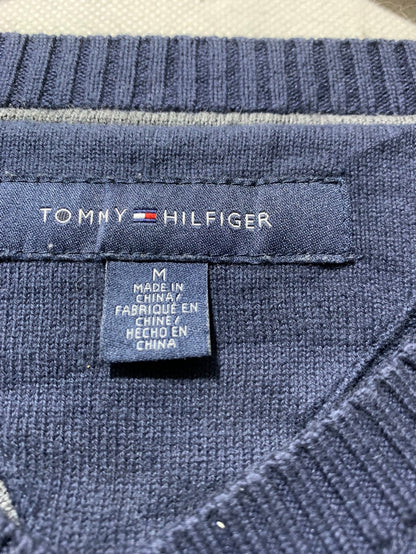 TOMMY HILFIGER
M
MADE IN
CHINA/
FABRIQUÉ EN
CHINE/
HECHO EN
CHINA